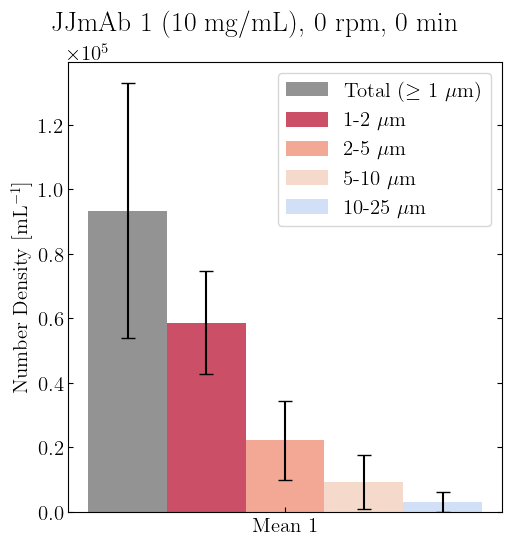 JJmAb 1 (10 mg/mL), 0 rpm, 0 min
×10⁵
Total (≥ 1 μm)
1-2 μm
2-5 μm
5-10 μm
10-25 μm
Number Density [mL⁻¹]
1.2
1.0
0.8
0.6
0.4
0.2
0.0
Mean 1